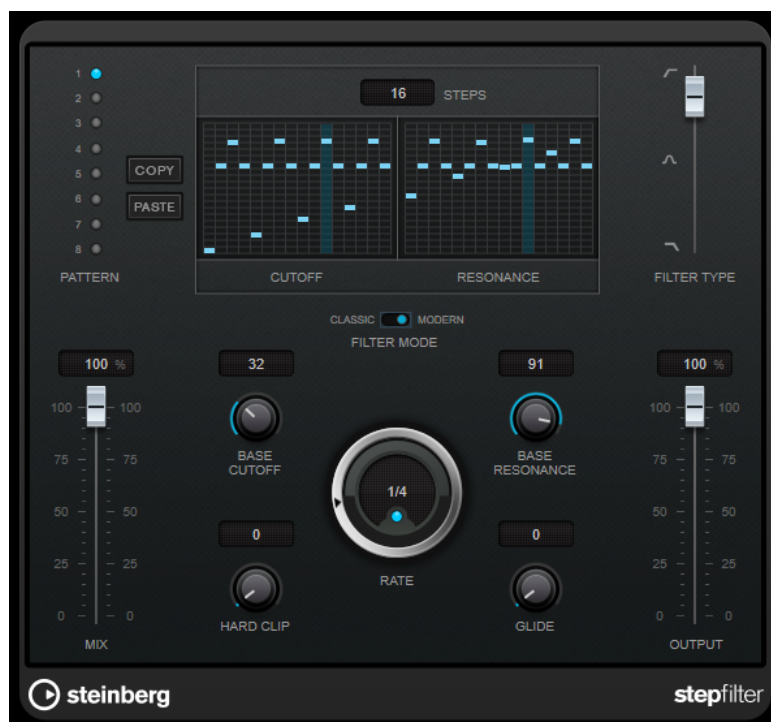 1
2
3
4
5
6
7
8
PATTERN
COPY
PASTE
16 STEPS
CUTOFF RESONANCE
FILTER TYPE
CLASSIC MODERN
FILTER MODE
100 %
32
91
100 %
100 100
75 75
50 50
25 25
0 0
MIX
BASE
CUTOFF
BASE
RESONANCE
1/4
RATE
0
HARD CLIP
0
GLIDE
100 100
75 75
50 50
25 25
0 0
OUTPUT
steinberg
stepfilter